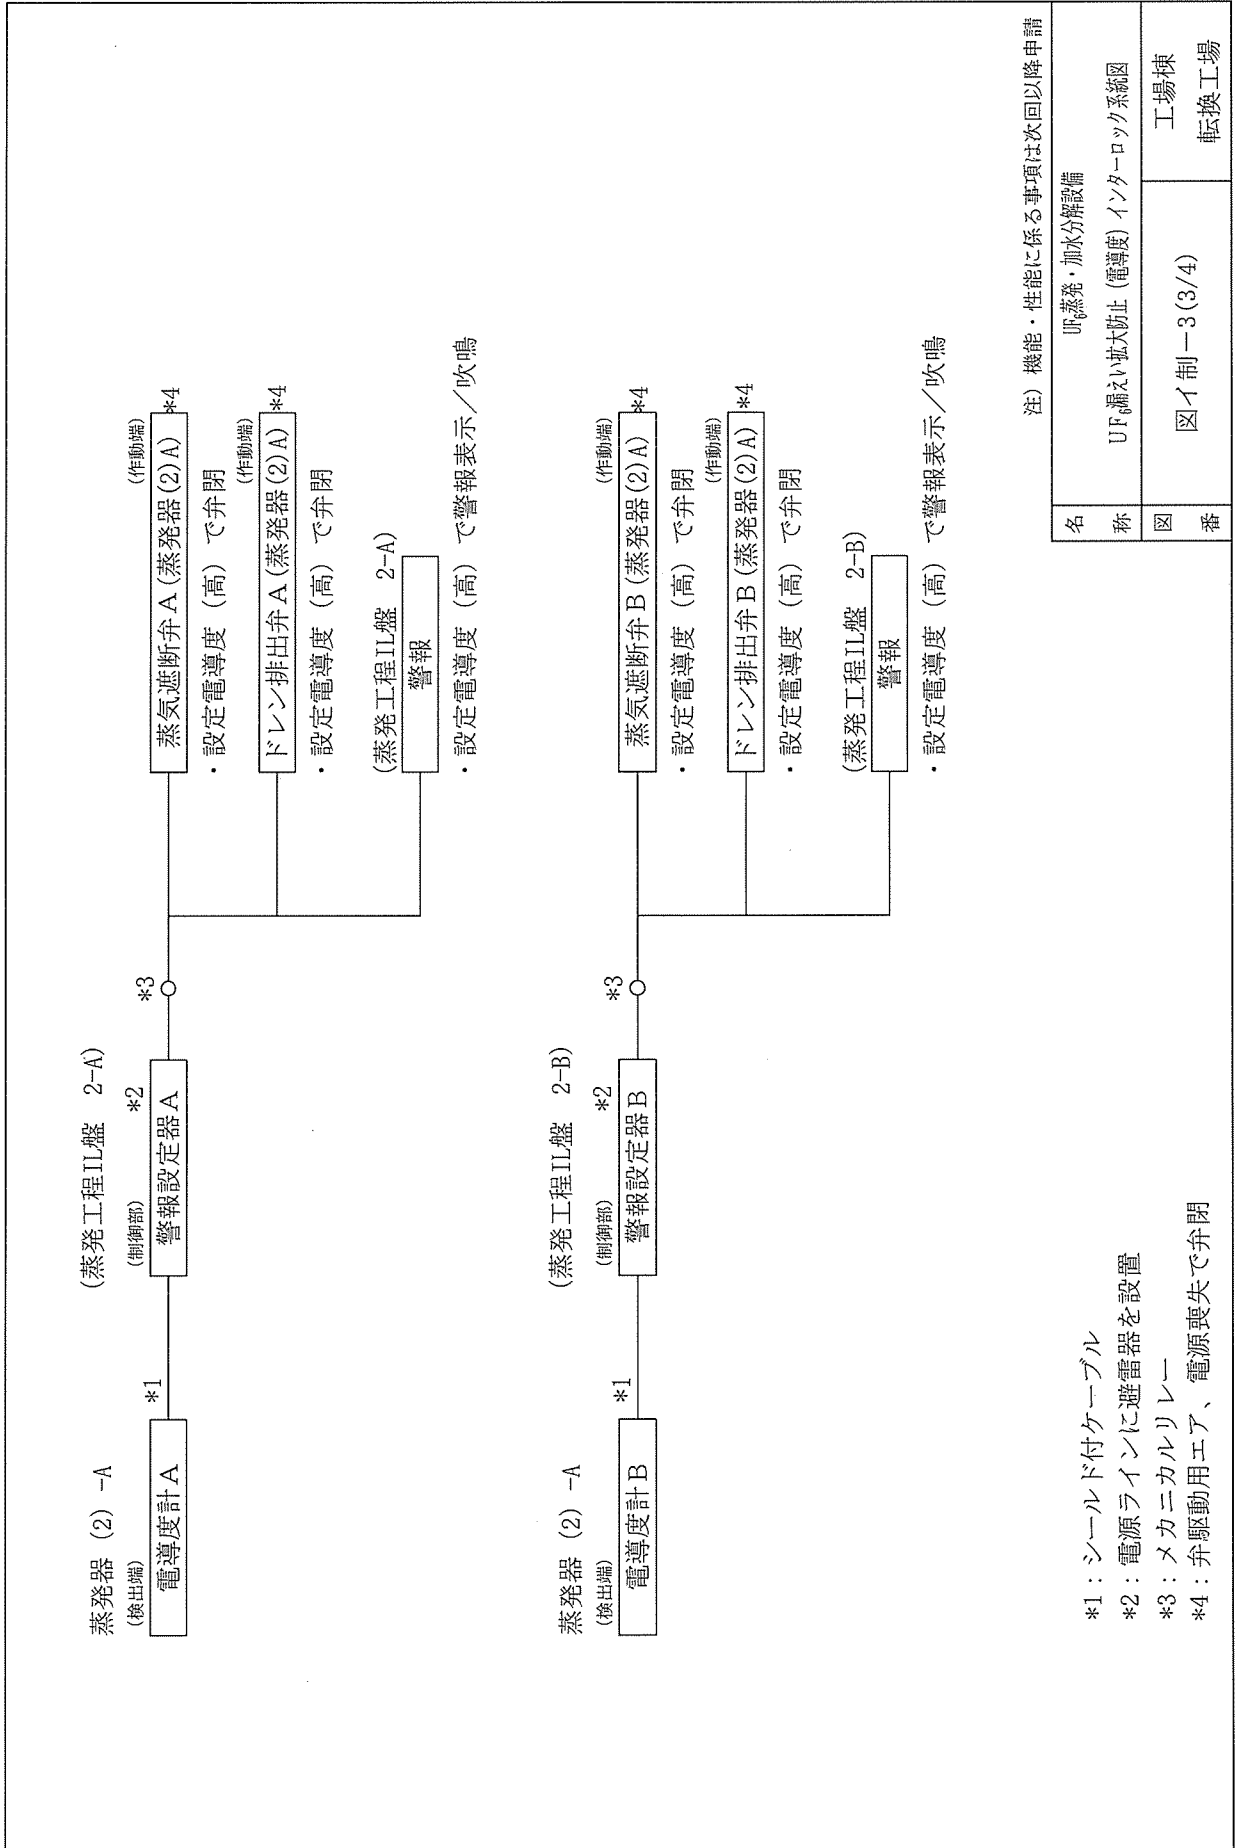 蒸発器 (2) -A
(検出端)
電導度計A
*1
(蒸発工程IL盤 2-A)
(制御部)
*2
警報設定器A
*3
(作動端)
蒸気遮断弁A(蒸発器(2)A)
*4
・設定電導度（高）で弁閉
(作動端)
ドレン排出弁A(蒸発器(2)A)
*4
・設定電導度（高）で弁閉
(蒸発工程IL盤 2-A)
警報
・設定電導度（高）で警報表示／吹鳴
蒸発器 (2) -A
(検出端)
電導度計B
*1
(蒸発工程IL盤 2-B)
(制御部)
*2
警報設定器B
*3
(作動端)
蒸気遮断弁B(蒸発器(2)A)
*4
・設定電導度（高）で弁閉
(作動端)
ドレン排出弁B(蒸発器(2)A)
*4
・設定電導度（高）で弁閉
(蒸発工程IL盤 2-B)
警報
・設定電導度（高）で警報表示／吹鳴
*1：シールド付ケーブル
*2：電源ラインに避雷器を設置
*3：メカニカルリレー
*4：弁駆動用エア、電源喪失で弁閉
注）機能・性能に係る事項は次回以降申請
名称
UF₆蒸発・加水分解設備
UF₆漏えい拡大防止（電導度）インターロック系統図
図番
図イ制－3(3/4)
工場棟
転換工場